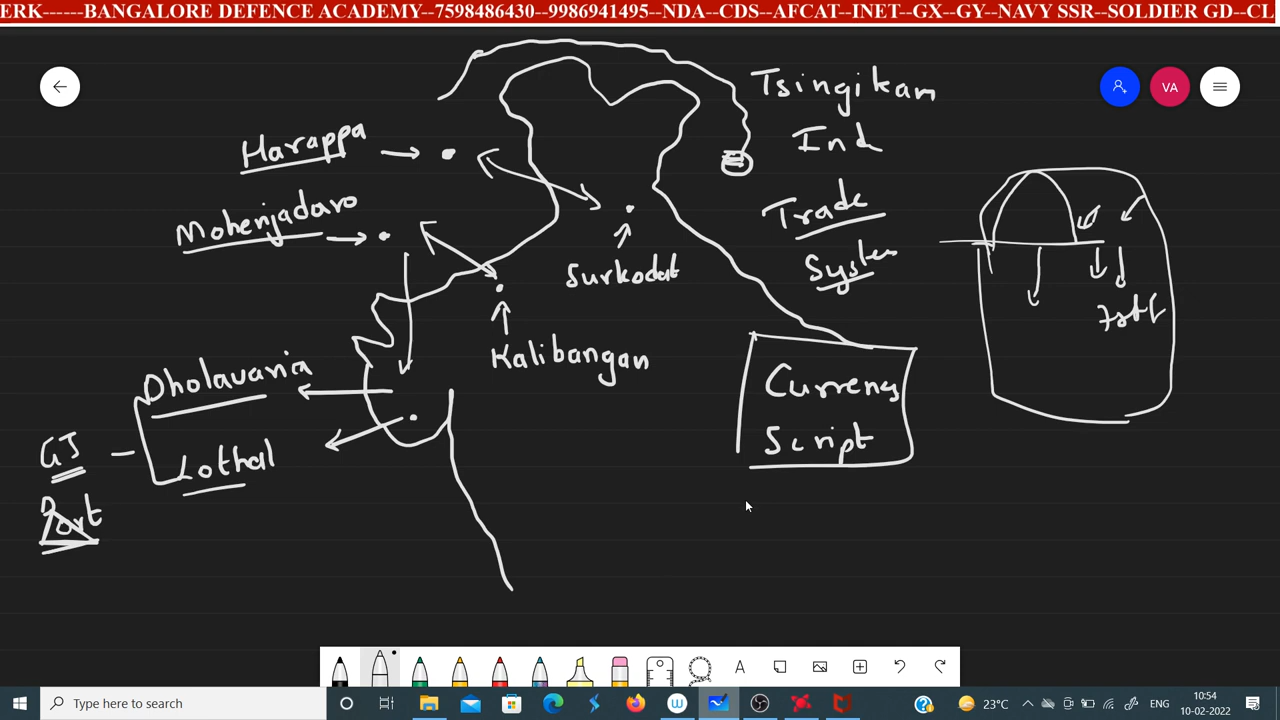 ERK------BANGALORE DEFENCE ACADEMY--7598486430--9986941495--NDA--CDS--AFCAT--INET--GX--GY--NAVY SSR--SOLDIER GD--CL
VA
Tsingikan
Ind
Harappa
Trade
Mohenjadaro
System
Surkodat
Kalibangan
Currency
Script
Dholavaria
GJ
Lothal
Port
A
Type here to search
W
23°C
ENG
10:54
10-02-2022